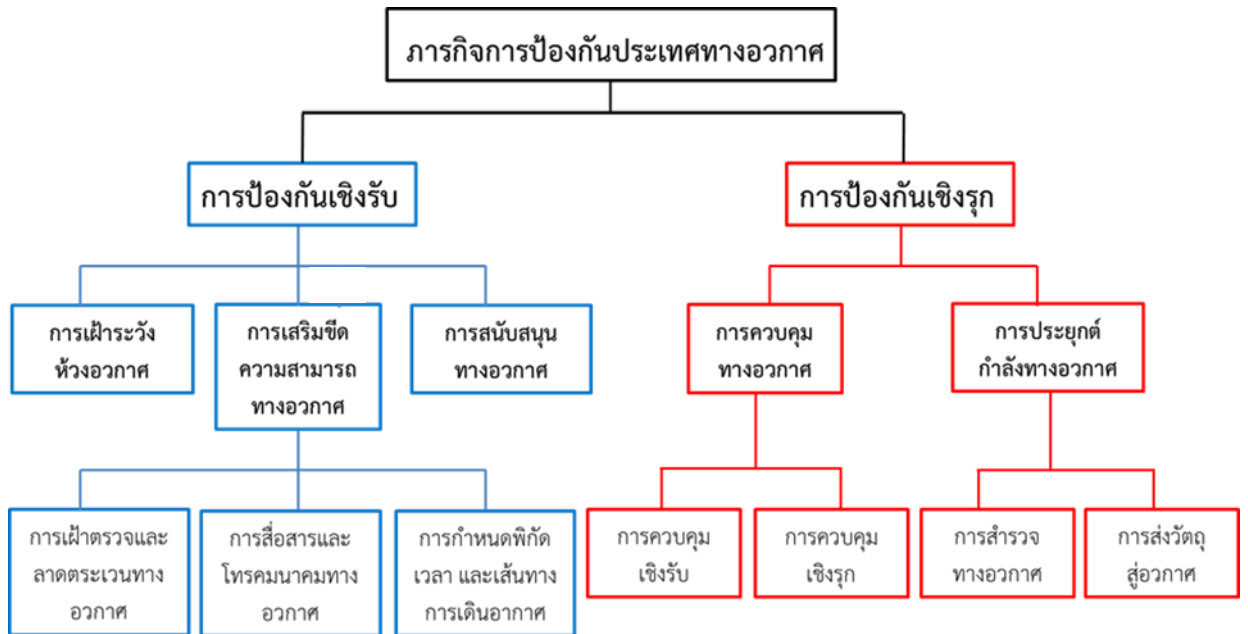 ภารกิจการป้องกันประเทศทางอวกาศ
การป้องกันเชิงรับ
การป้องกันเชิงรุก
การเฝ้าระวัง
ห้วงอวกาศ
การเสริมขีด
ความสามารถ
ทางอวกาศ
การสนับสนุน
ทางอวกาศ
การควบคุม
ทางอวกาศ
การประยุกต์
กำลังทางอวกาศ
การเฝ้าตรวจและ
ลาดตระเวนทาง
อวกาศ
การสื่อสารและ
โทรคมนาคมทาง
อวกาศ
การกำหนดพิกัด
เวลา และเส้นทาง
การเดินอากาศ
การควบคุม
เชิงรับ
การควบคุม
เชิงรุก
การสำรวจ
ทางอวกาศ
การส่งวัตถุ
สู่อวกาศ